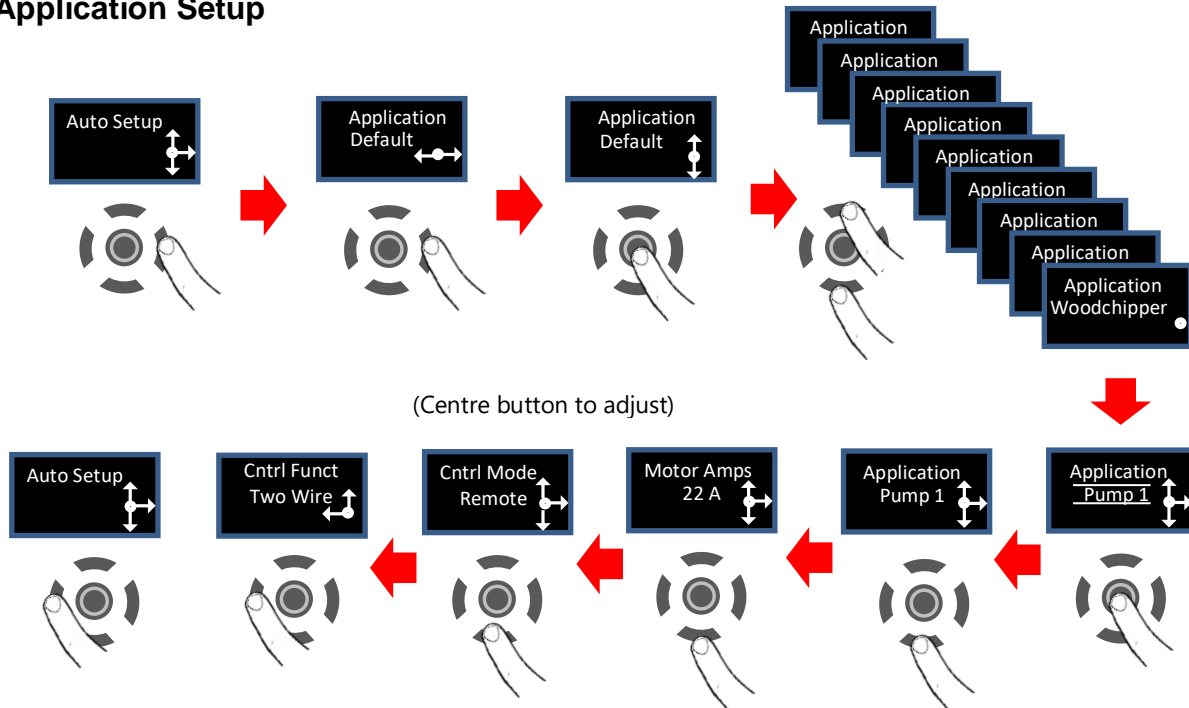 Application Setup
Auto Setup
Application
Default
Application
Default
Application
Application
Application
Application
Application
Application
Application
Application
Application
Woodchipper
(Centre button to adjust)
Auto Setup
Cntrl Funct
Two Wire
Cntrl Mode
Remote
Motor Amps
22 A
Application
Pump 1
Application
Pump 1